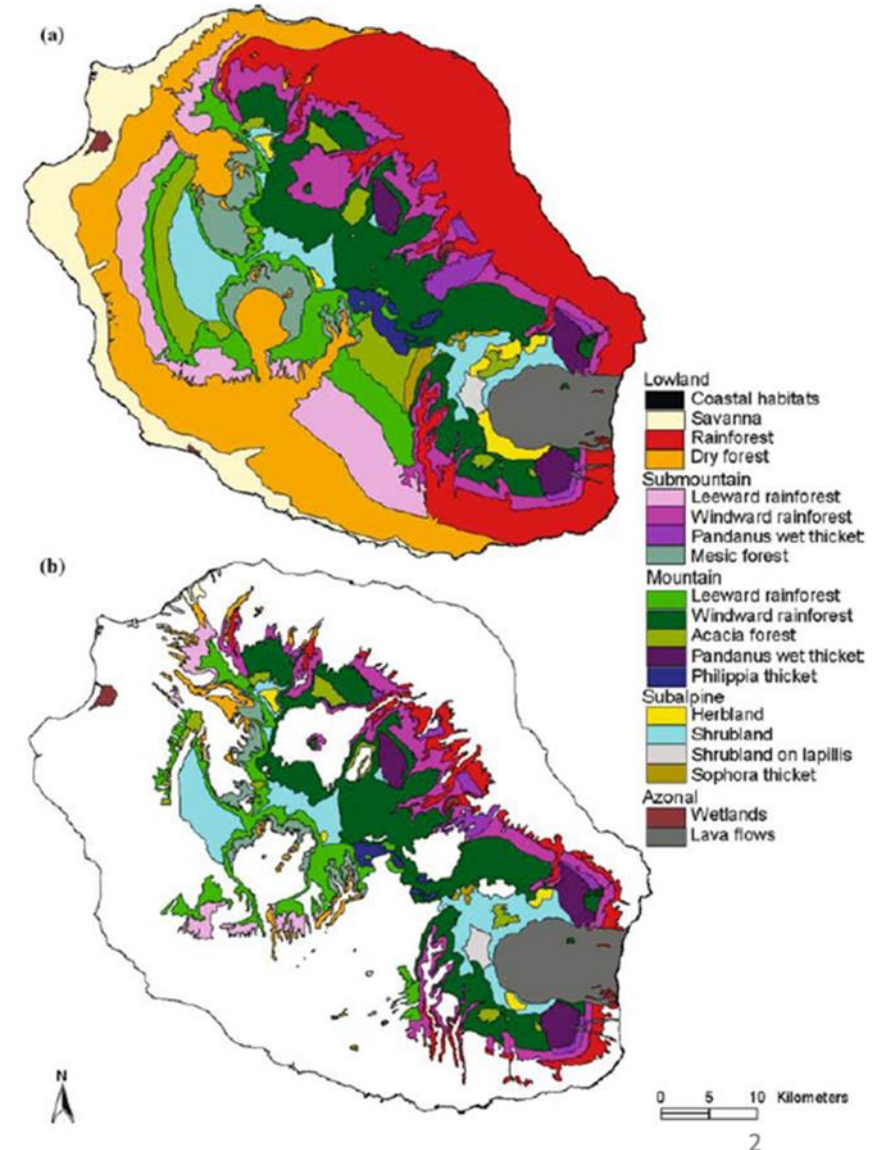 (a)
Lowland
Coastal habitats
Savanna
Rainforest
Dry forest
Submountain
Leeward rainforest
Windward rainforest
Pandanus wet thicket
Mesic forest
(b)
Mountain
Leeward rainforest
Windward rainforest
Acacia forest
Pandanus wet thicket
Philippia thicket
Subalpine
Herbland
Shrubland
Shrubland on lapillis
Sophora thicket
Azonal
Wetlands
Lava flows
N
0 5 10 Kilometers
2